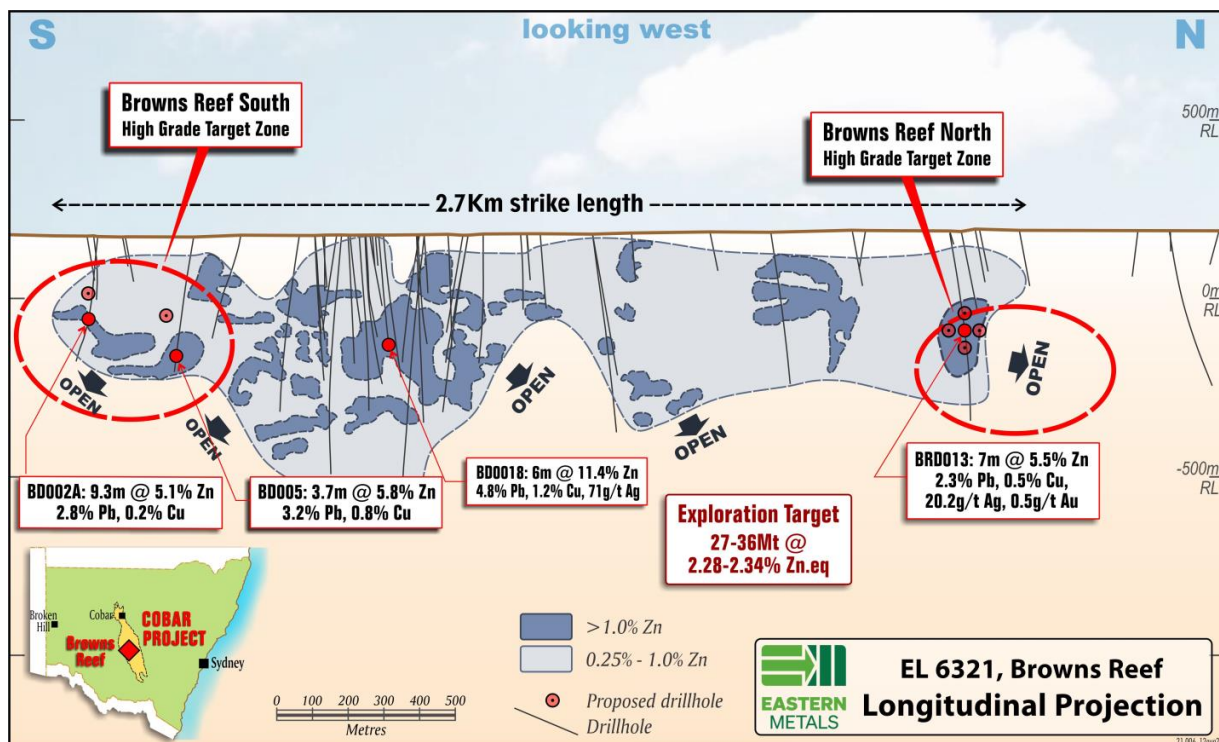 S
looking west
N
Browns Reef South
High Grade Target Zone
500m
RL
Browns Reef North
High Grade Target Zone
2.7Km strike length
0m
RL
OPEN
OPEN
OPEN
OPEN
OPEN
-500m
RL
BD002A: 9.3m @ 5.1% Zn
2.8% Pb, 0.2% Cu
BD005: 3.7m @ 5.8% Zn
3.2% Pb, 0.8% Cu
BD0018: 6m @ 11.4% Zn
4.8% Pb, 1.2% Cu, 71g/t Ag
BRD013: 7m @ 5.5% Zn
2.3% Pb, 0.5% Cu,
20.2g/t Ag, 0.5g/t Au
Exploration Target
27-36Mt @
2.28-2.34% Zn.eq
Broken
Hill
Cobar
COBAR
PROJECT
Browns
Reef
Sydney
>1.0% Zn
0.25% - 1.0% Zn
Proposed drillhole
Drillhole
0 100 200 300 400 500
Metres
EASTERN
METALS
EL 6321, Browns Reef
Longitudinal Projection